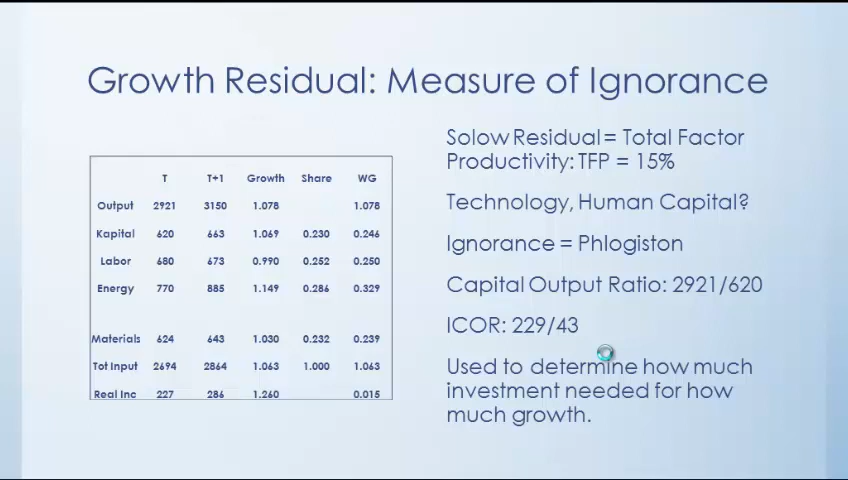 Growth Residual: Measure of Ignorance
T T+1 Growth Share WG
Output 2921 3150 1.078 1.078
Kapital 620 663 1.069 0.230 0.246
Labor 680 673 0.990 0.252 0.250
Energy 770 885 1.149 0.286 0.329
Materials 624 643 1.030 0.232 0.239
Tot Input 2694 2864 1.063 1.000 1.063
Real Inc 227 286 1.260 0.015
Solow Residual = Total Factor
Productivity: TFP = 15%
Technology, Human Capital?
Ignorance = Phlogiston
Capital Output Ratio: 2921/620
ICOR: 229/43
Used to determine how much
investment needed for how
much growth.